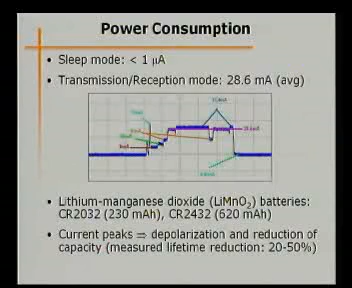 Power Consumption
• Sleep mode: < 1 μA
• Transmission/Reception mode: 28.6 mA (avg)
• Lithium-manganese dioxide (LiMnO₂) batteries:
CR2032 (230 mAh), CR2432 (620 mAh)
• Current peaks ⇒ depolarization and reduction of
capacity (measured lifetime reduction: 20-50%)